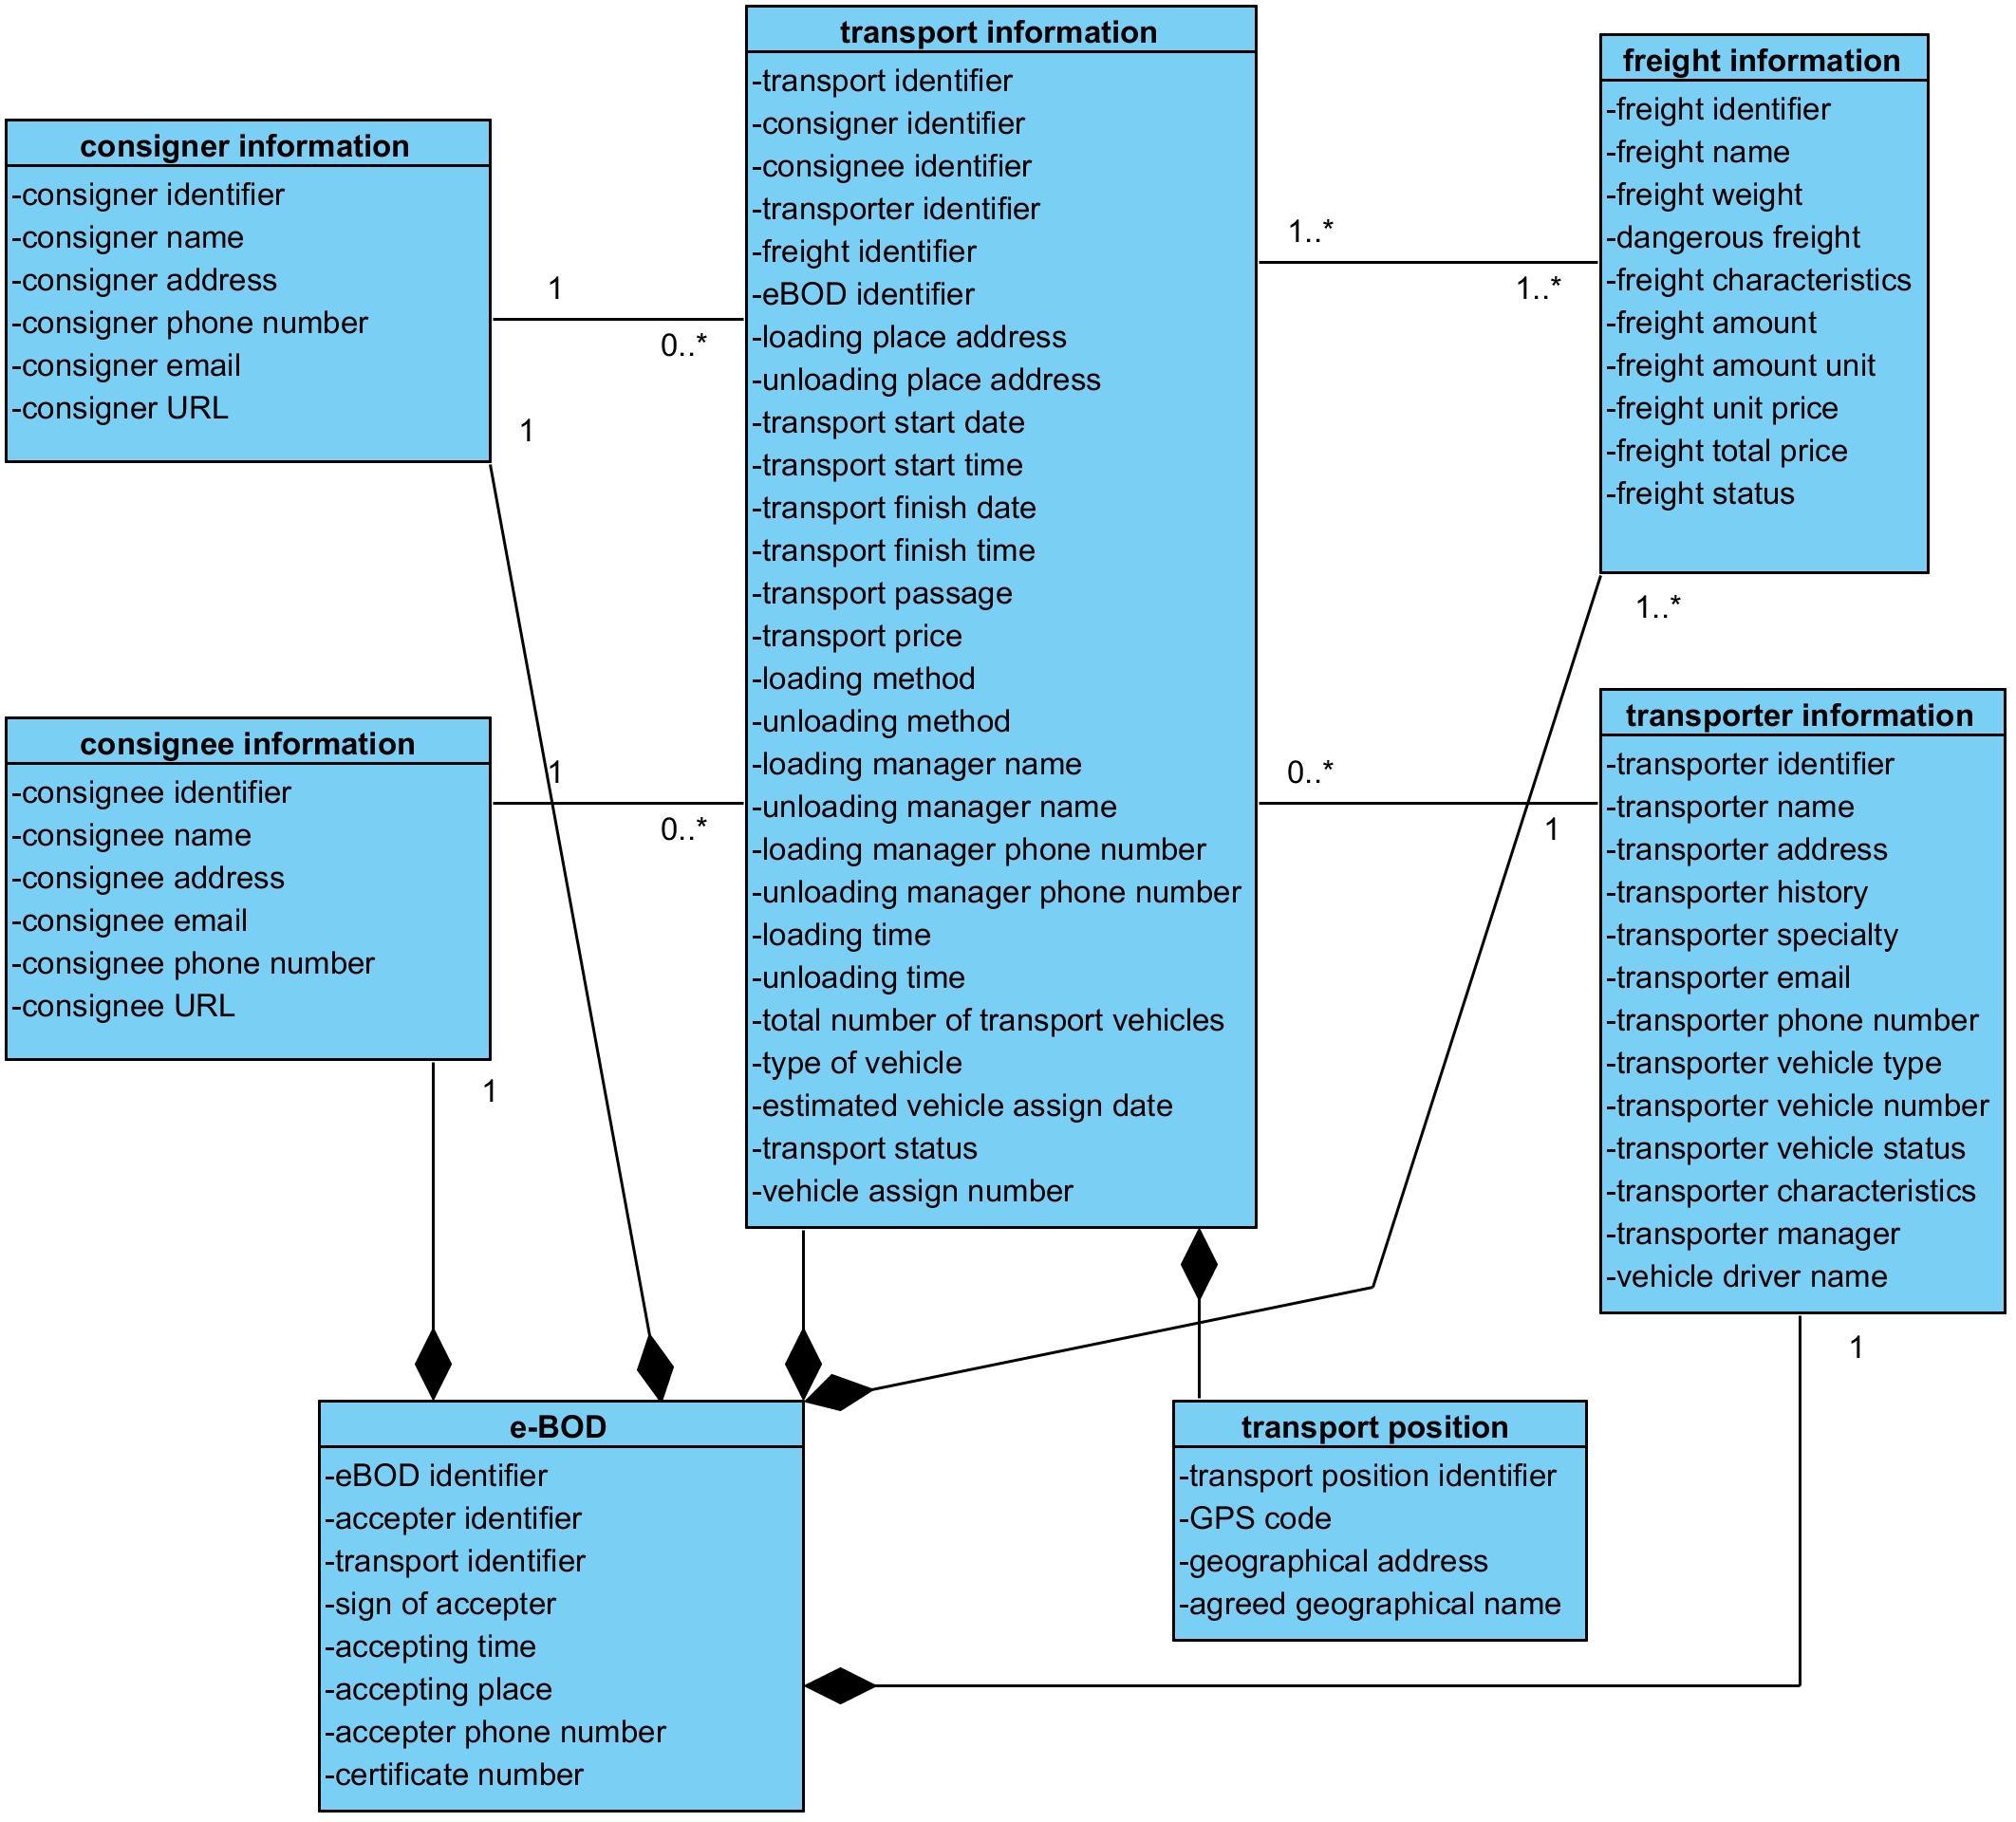 transport information
-transport identifier
-consigner identifier
-consignee identifier
-transporter identifier
-freight identifier
-eBOD identifier
-loading place address
-unloading place address
-transport start date
-transport start time
-transport finish date
-transport finish time
-transport passage
-transport price
-loading method
-unloading method
-loading manager name
-unloading manager name
-loading manager phone number
-unloading manager phone number
-loading time
-unloading time
-total number of transport vehicles
-type of vehicle
-estimated vehicle assign date
-transport status
-vehicle assign number
freight information
-freight identifier
-freight name
-freight weight
-dangerous freight
-freight characteristics
-freight amount
-freight amount unit
-freight unit price
-freight total price
-freight status
consigner information
-consigner identifier
-consigner name
-consigner address
-consigner phone number
-consigner email
-consigner URL
1
0..*
1
1..*
1..*
1..*
consignee information
-consignee identifier
-consignee name
-consignee address
-consignee email
-consignee phone number
-consignee URL
1
0..*
1
0..*
1
transporter information
-transporter identifier
-transporter name
-transporter address
-transporter history
-transporter specialty
-transporter email
-transporter phone number
-transporter vehicle type
-transporter vehicle number
-transporter vehicle status
-transporter characteristics
-transporter manager
-vehicle driver name
1
e-BOD
-eBOD identifier
-accepter identifier
-transport identifier
-sign of accepter
-accepting time
-accepting place
-accepter phone number
-certificate number
transport position
-transport position identifier
-GPS code
-geographical address
-agreed geographical name